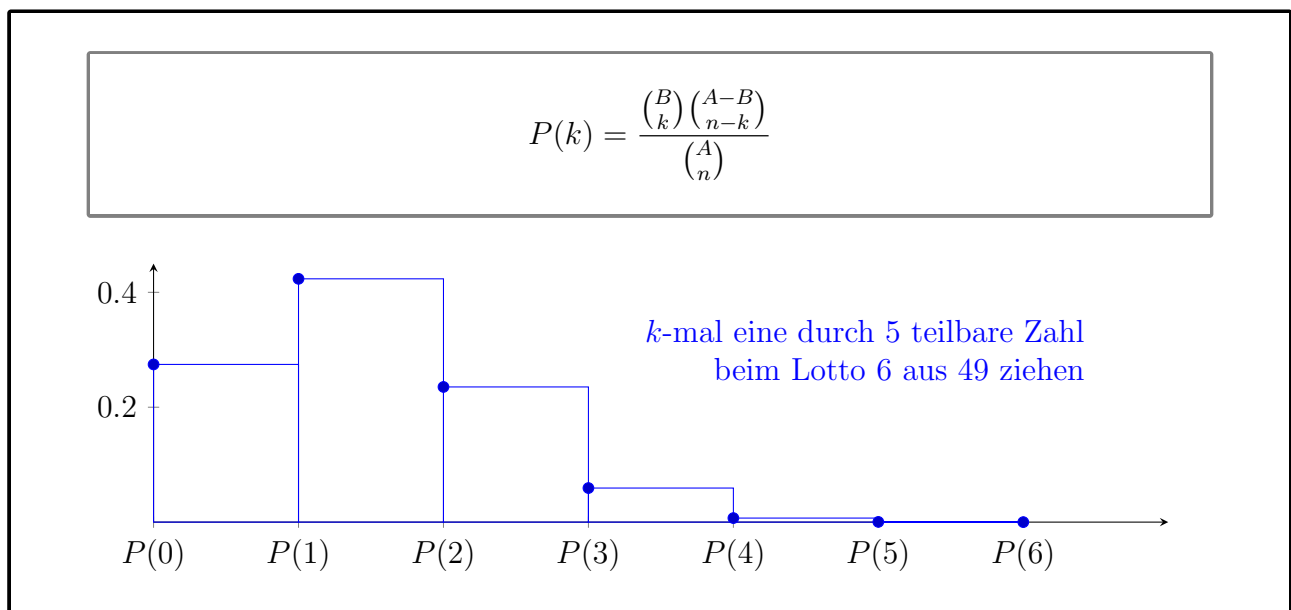 P(k) = \frac{\binom{B}{k}\binom{A-B}{n-k}}{\binom{A}{n}}
0.4
k-mal eine durch 5 teilbare Zahl
beim Lotto 6 aus 49 ziehen
0.2
P(0) P(1) P(2) P(3) P(4) P(5) P(6)